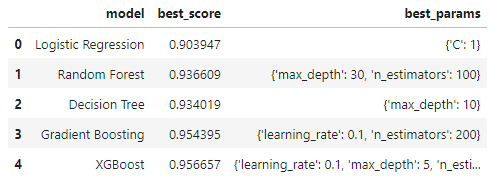 model best_score best_params
0 Logistic Regression 0.903947 {'C': 1}
1 Random Forest 0.936609 {'max_depth': 30, 'n_estimators': 100}
2 Decision Tree 0.934019 {'max_depth': 10}
3 Gradient Boosting 0.954395 {'learning_rate': 0.1, 'n_estimators': 200}
4 XGBoost 0.956657 {'learning_rate': 0.1, 'max_depth': 5, 'n_esti...